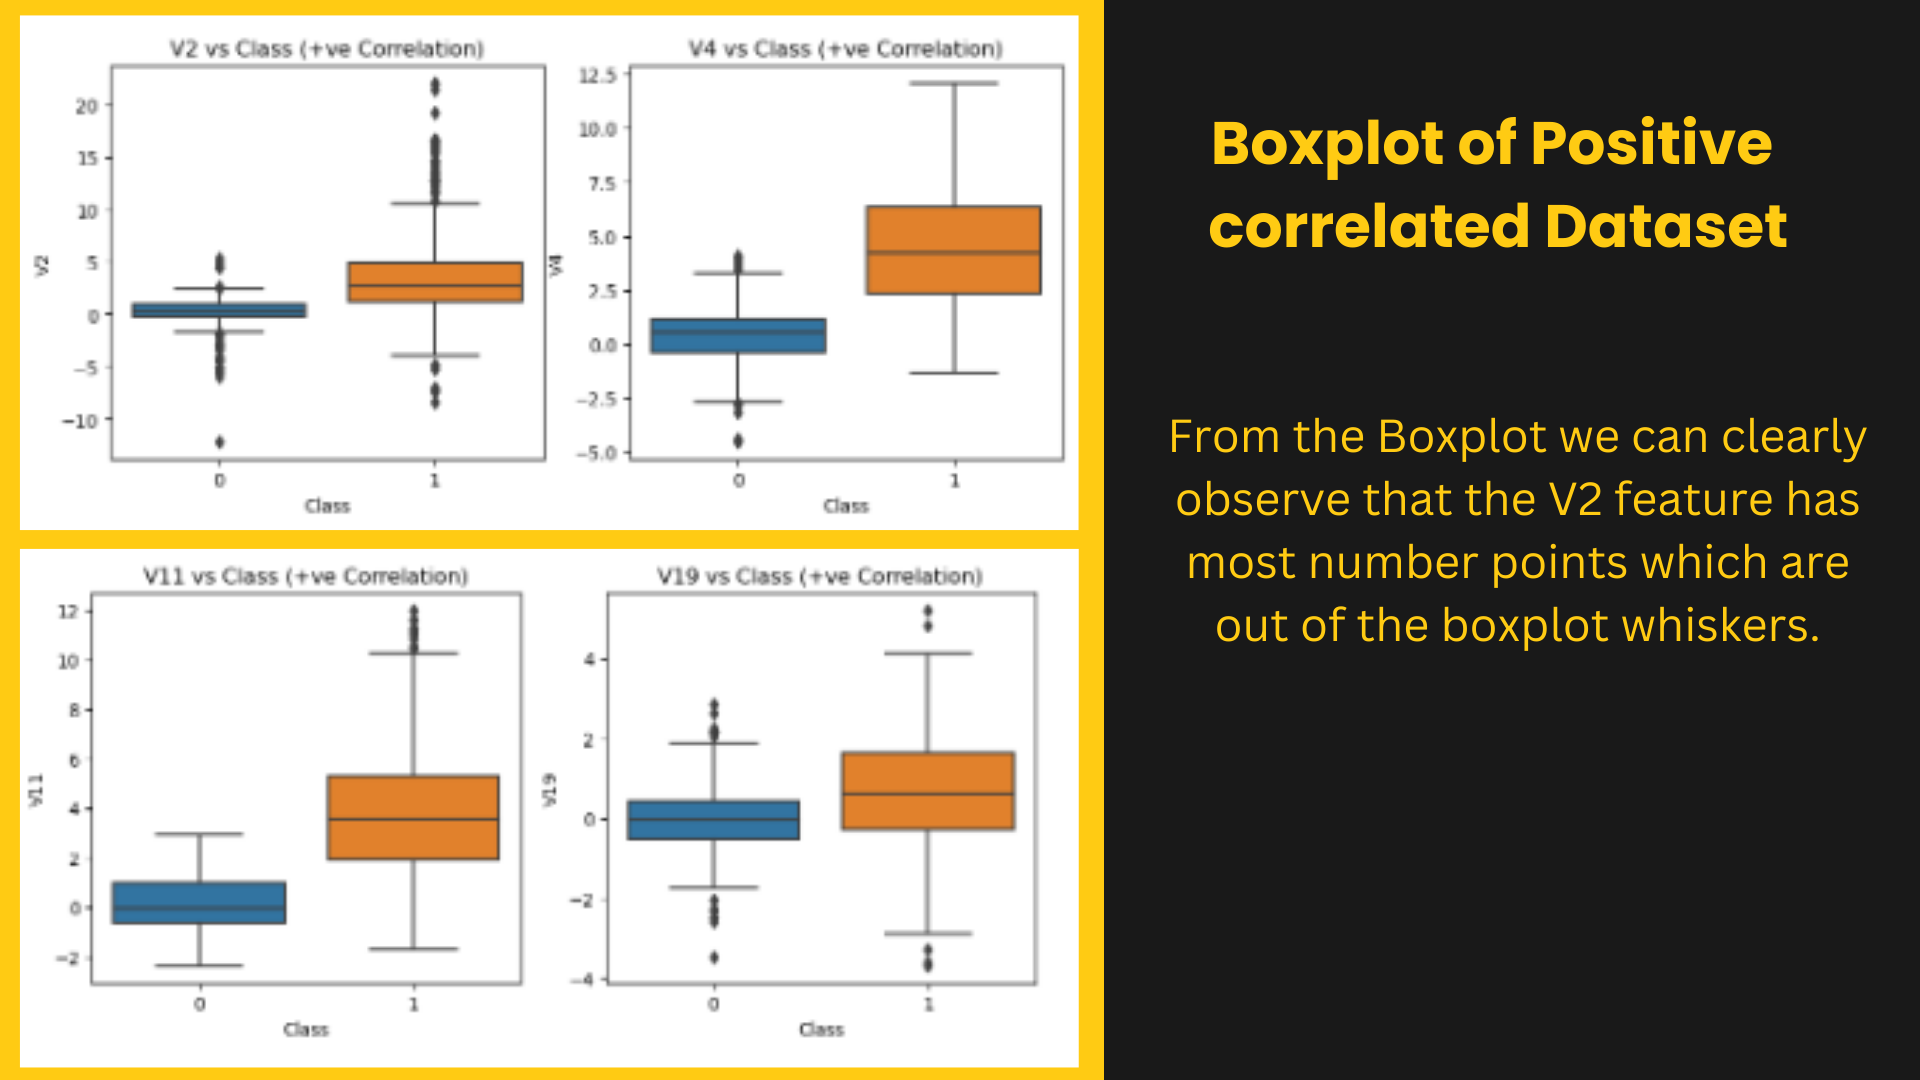 V2 vs Class (+ve Correlation)
20
15
10
5
0
−5
−10
V2
0
1
Class
V4 vs Class (+ve Correlation)
12.5
10.0
7.5
5.0
2.5
0.0
−2.5
−5.0
V4
0
1
Class
V11 vs Class (+ve Correlation)
12
10
8
6
4
2
0
−2
V11
0
1
Class
V19 vs Class (+ve Correlation)
4
2
0
−2
−4
V19
0
1
Class
Boxplot of Positive
correlated Dataset
From the Boxplot we can clearly
observe that the V2 feature has
most number points which are
out of the boxplot whiskers.